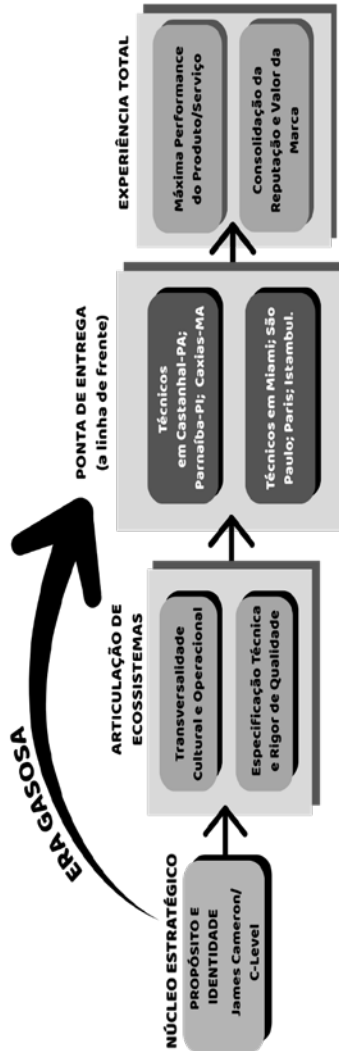 ERA GASOSA
NÚCLEO ESTRATÉGICO
PROPÓSITO E
IDENTIDADE
James Cameron/
C-Level
ARTICULAÇÃO DE
ECOSSISTEMAS
Transversalidade
Cultural e Operacional
Especificação Técnica
e Rigor de Qualidade
PONTA DE ENTREGA
(a linha de frente)
Técnicos
em Castanhal-PA;
Parnaíba-PI; Caxias-MA
Técnicos em Miami; São
Paulo; Paris; Istambul.
EXPERIÊNCIA TOTAL
Máxima Performance
do Produto/Serviço
Consolidação da
Reputação e Valor da
Marca